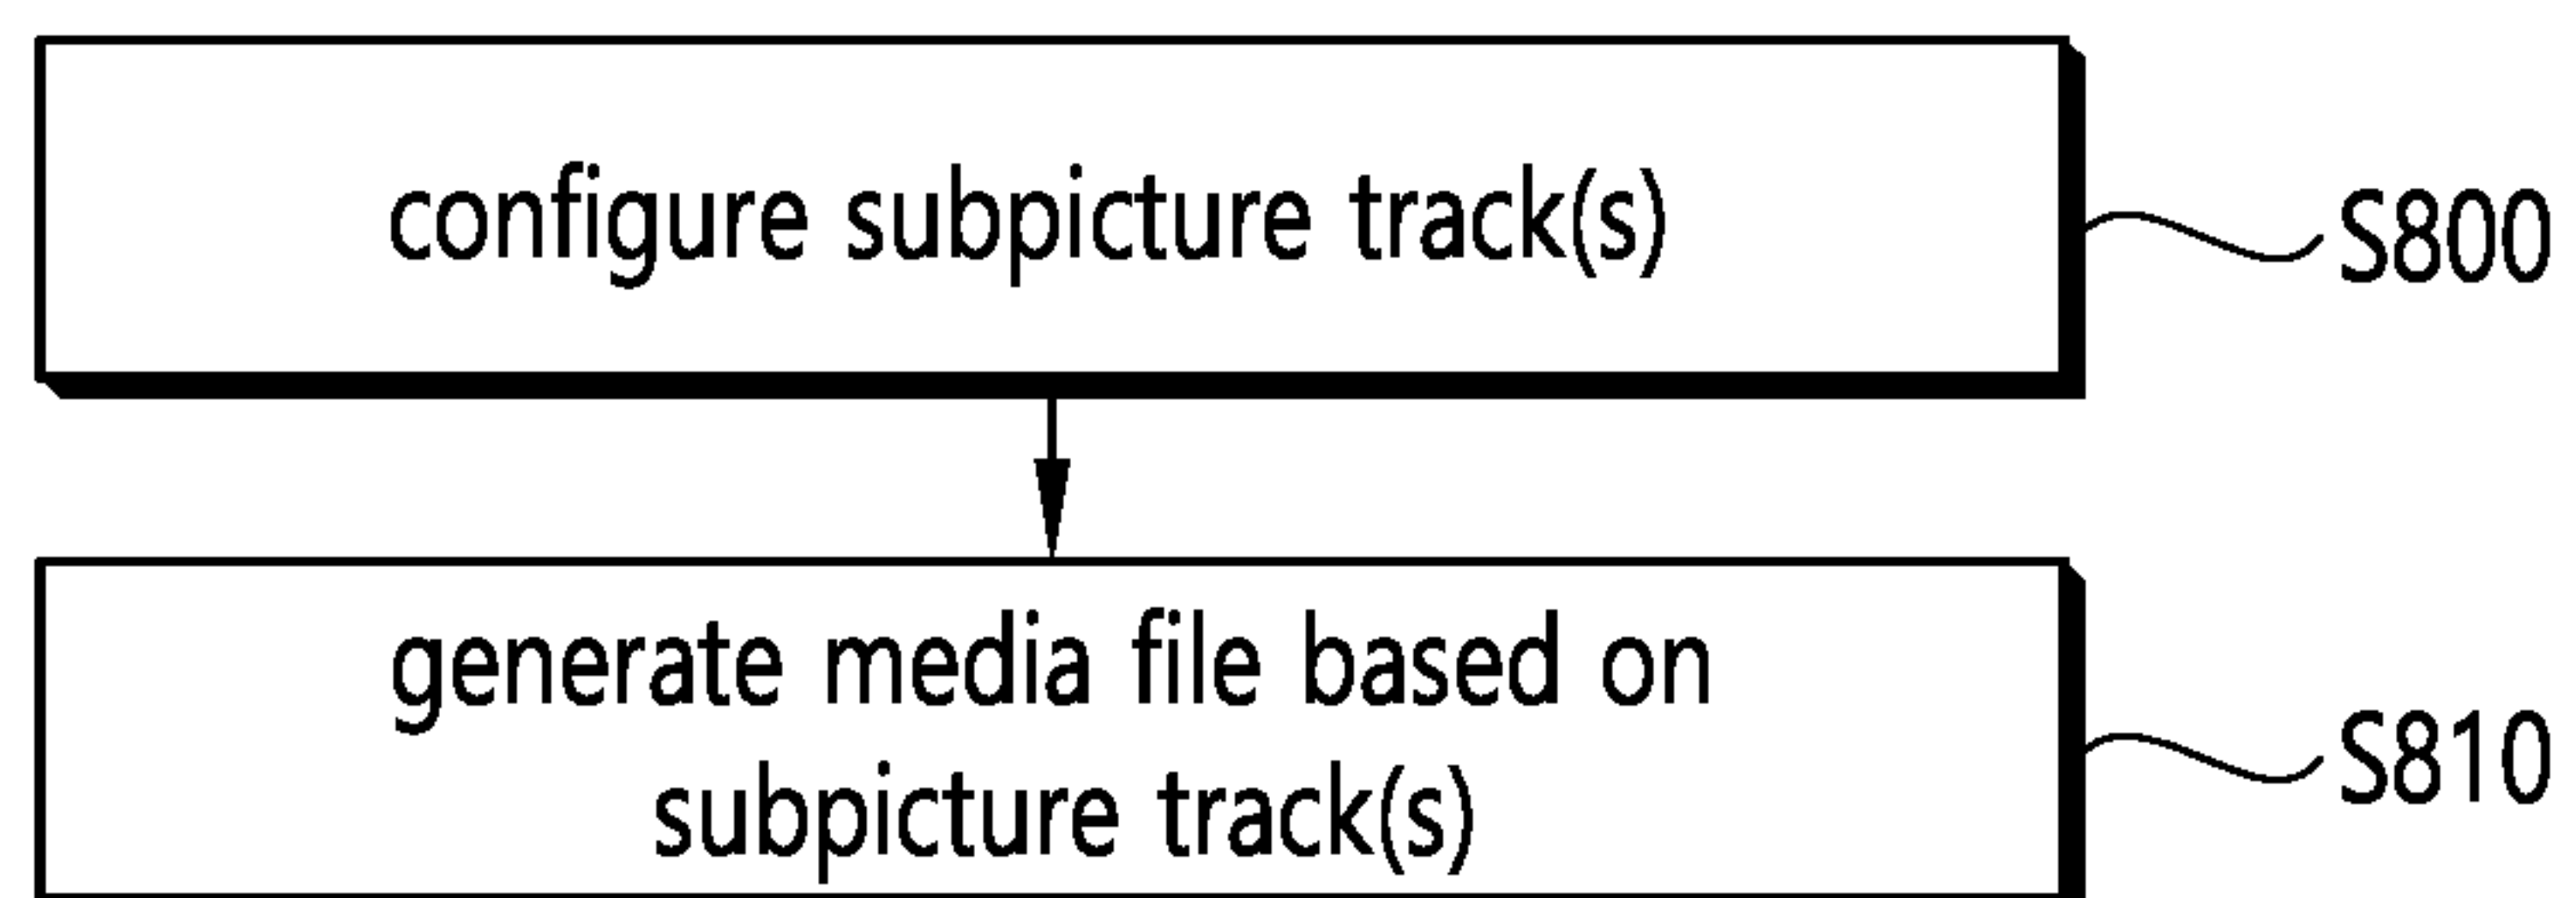 configure subpicture track(s)
S800
generate media file based on
subpicture track(s)
S810